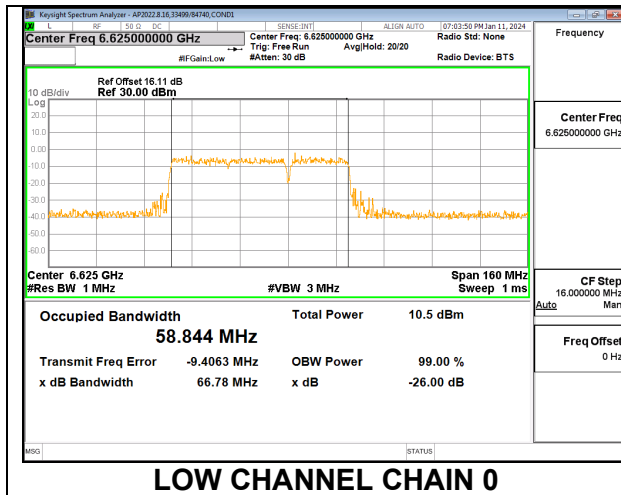 Keysight Spectrum Analyzer - AP2022.8.16,33499/84740,COND1
L RF 50 Ω DC SENSE:INT ALIGN AUTO 07:03:50 PM Jan 11, 2024
Center Freq 6.625000000 GHz
Center Freq: 6.625000000 GHz
Radio Std: None
Trig: Free Run Avg|Hold: 20/20
#IFGain:Low
#Atten: 30 dB
Radio Device: BTS
Frequency
Ref Offset 16.11 dB
10 dB/div Ref 30.00 dBm
Log
20.0
10.0
0.00
-10.0
-20.0
-30.0
-40.0
-50.0
-60.0
Center Freq
6.625000000 GHz
Center 6.625 GHz
Span 160 MHz
#Res BW 1 MHz
#VBW 3 MHz
Sweep 1 ms
CF Step
16.000000 MHz
Auto Man
Occupied Bandwidth
Total Power 10.5 dBm
58.844 MHz
Freq Offset
0 Hz
Transmit Freq Error -9.4063 MHz
OBW Power 99.00 %
x dB Bandwidth 66.78 MHz
x dB -26.00 dB
MSG
STATUS
LOW CHANNEL CHAIN 0